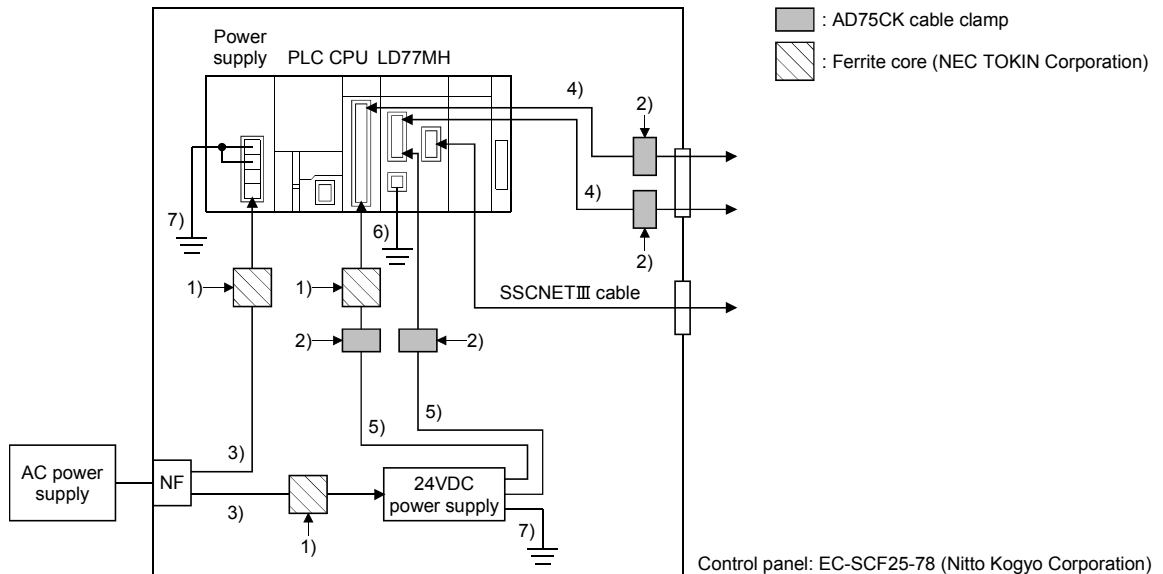 : AD75CK cable clamp
: Ferrite core (NEC TOKIN Corporation)
Power
supply
PLC CPU
LD77MH
4)
2)
4)
2)
7)
6)
1)
1)
SSCNETⅢ cable
2)
2)
5)
5)
3)
AC power
supply
NF
24VDC
power supply
3)
7)
1)
Control panel: EC-SCF25-78 (Nitto Kogyo Corporation)